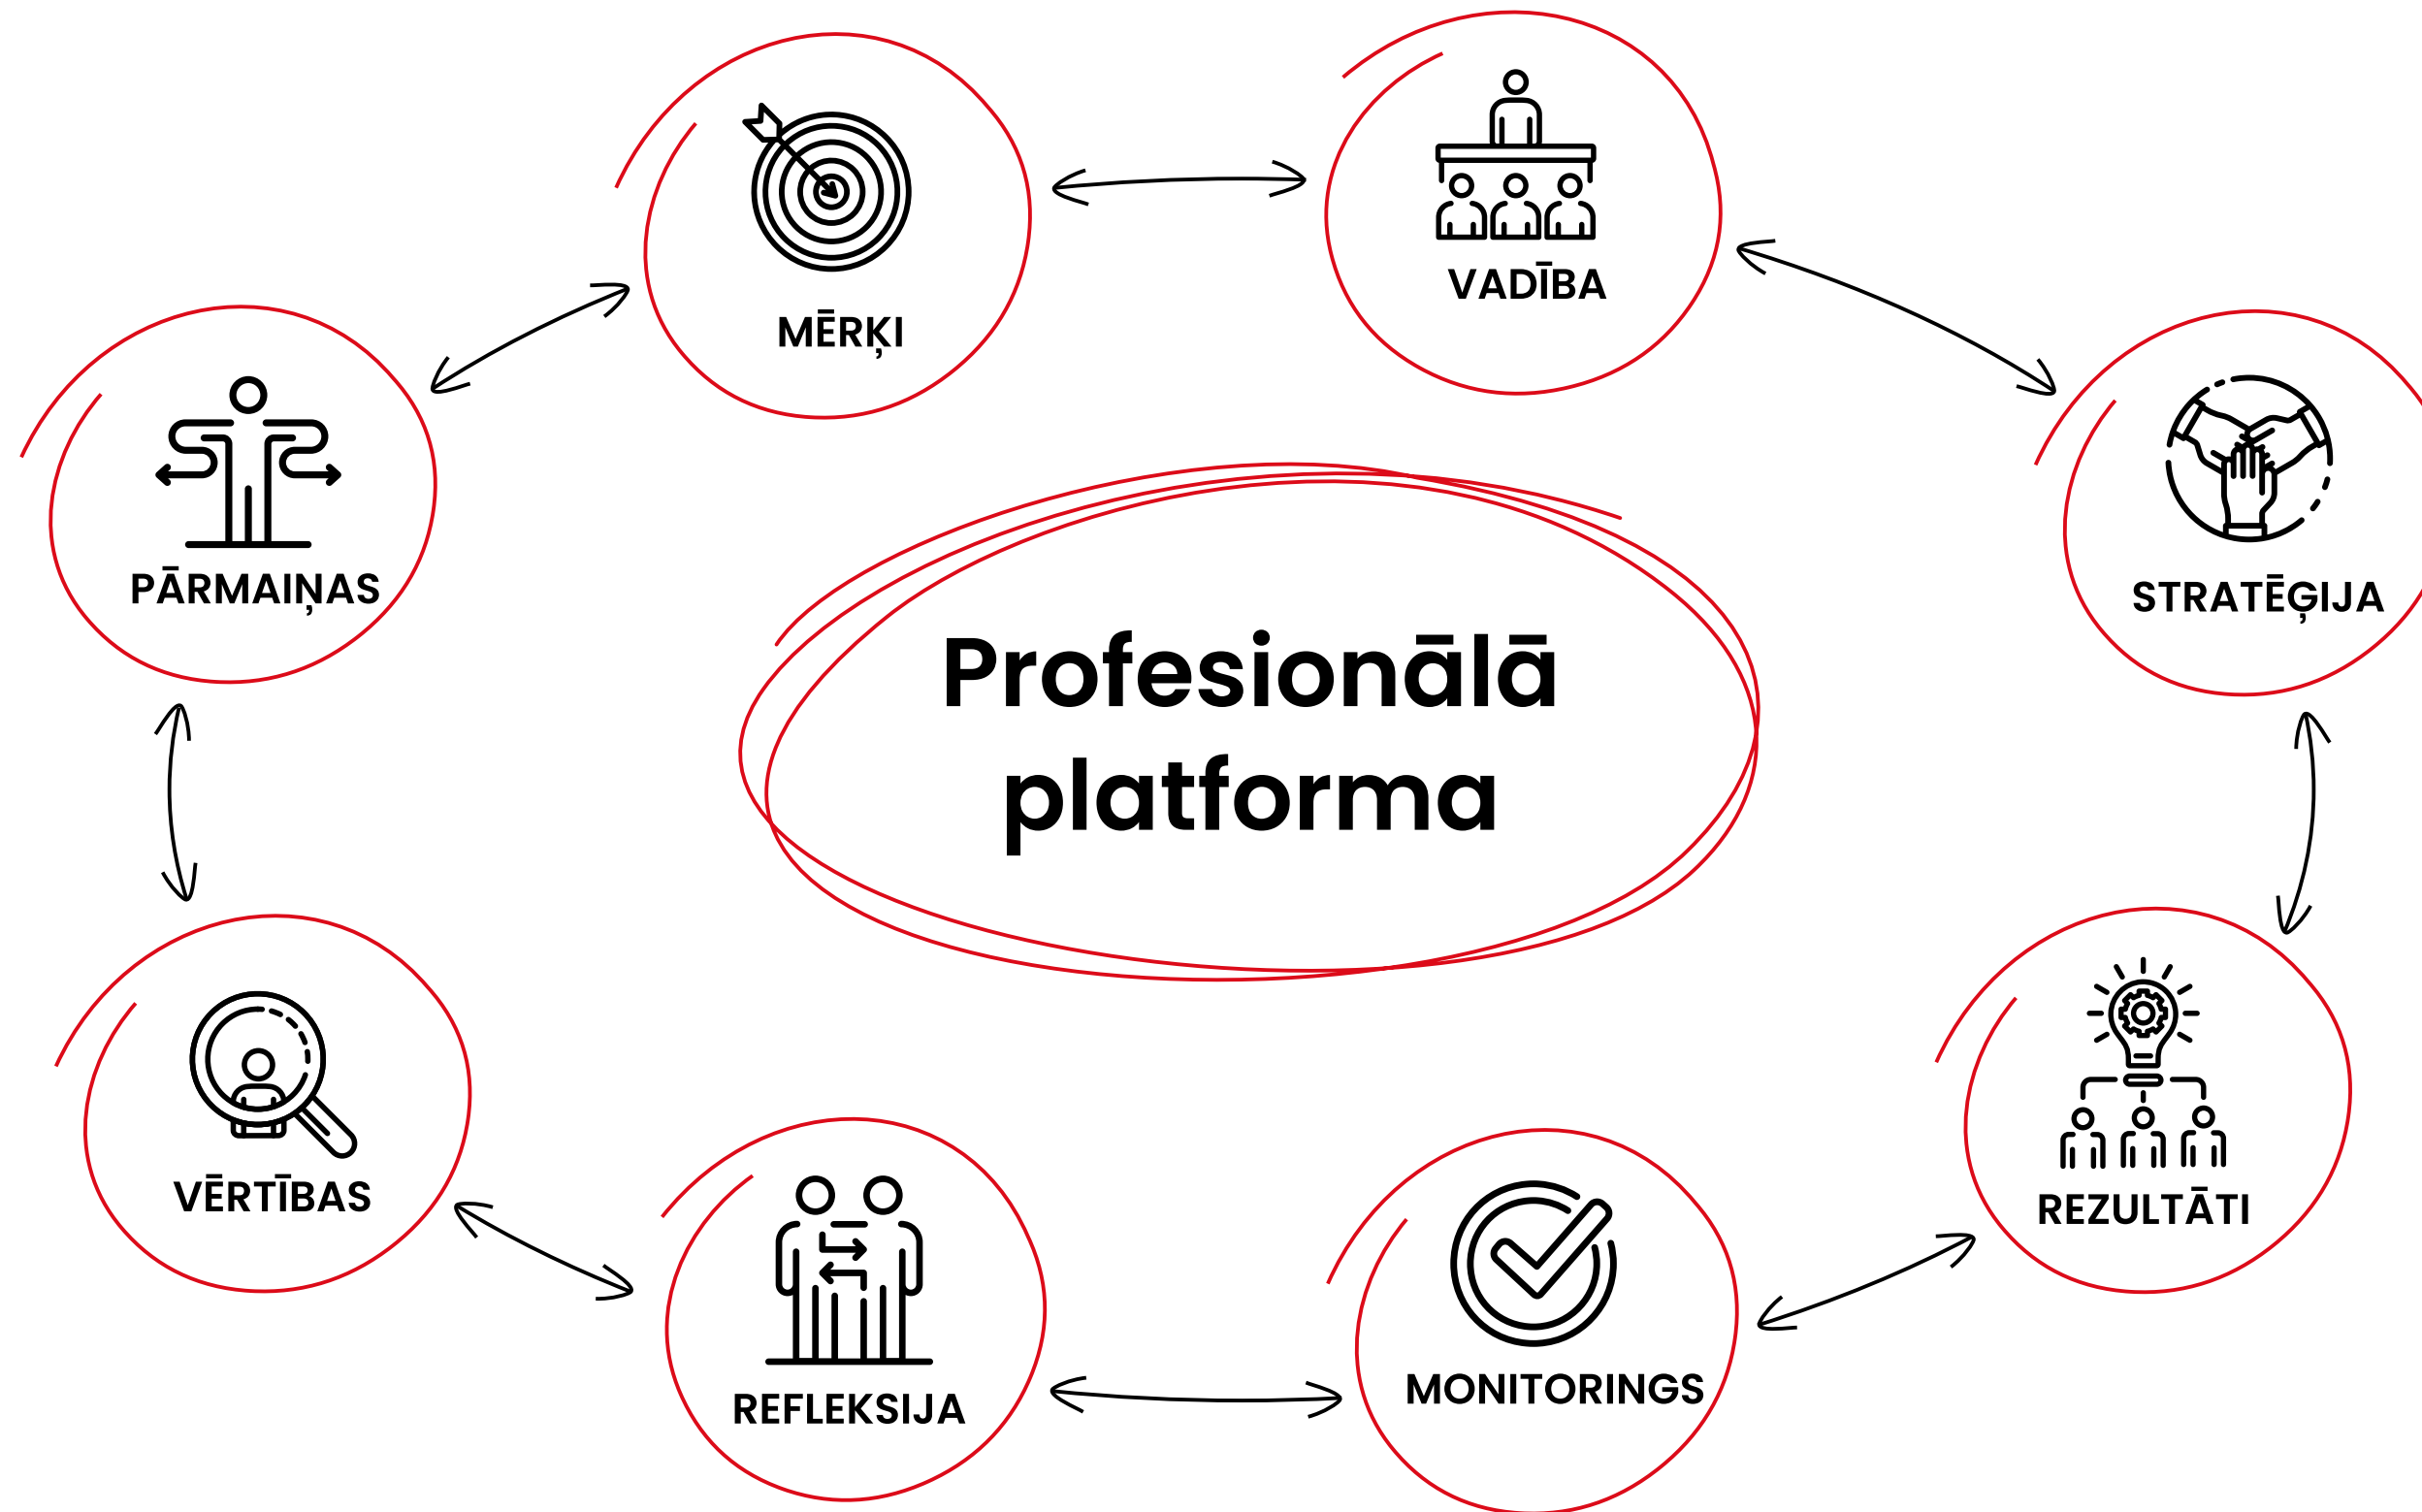 MĒRĶI
VADĪBA
PĀRMAIŅAS
STRATĒĢIJA
Profesionālā
platforma
VĒRTĪBAS
REZULTĀTI
REFLEKSIJA
MONITORINGS